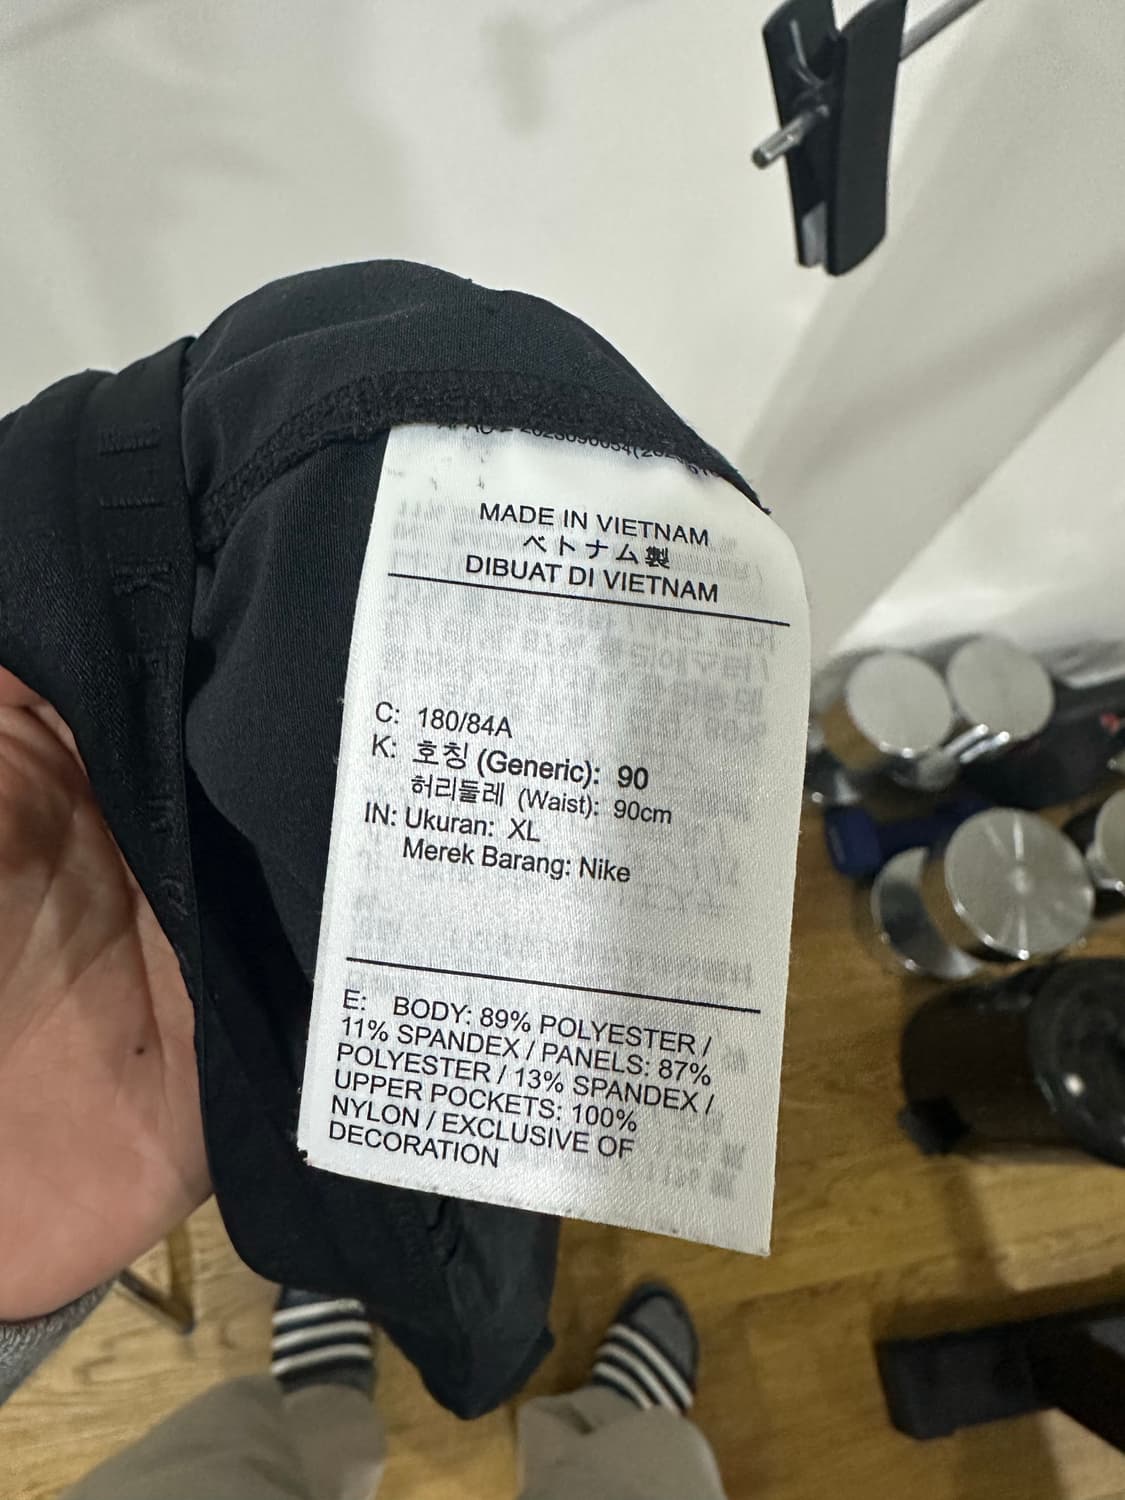 MADE IN VIETNAM
ベトナム製
DIBUAT DI VIETNAM
C: 180/84A
K: 호칭 (Generic): 90
허리둘레 (Waist): 90cm
IN: Ukuran: XL
Merek Barang: Nike
E: BODY: 89% POLYESTER /
11% SPANDEX / PANELS: 87%
POLYESTER / 13% SPANDEX /
UPPER POCKETS: 100%
NYLON / EXCLUSIVE OF
DECORATION